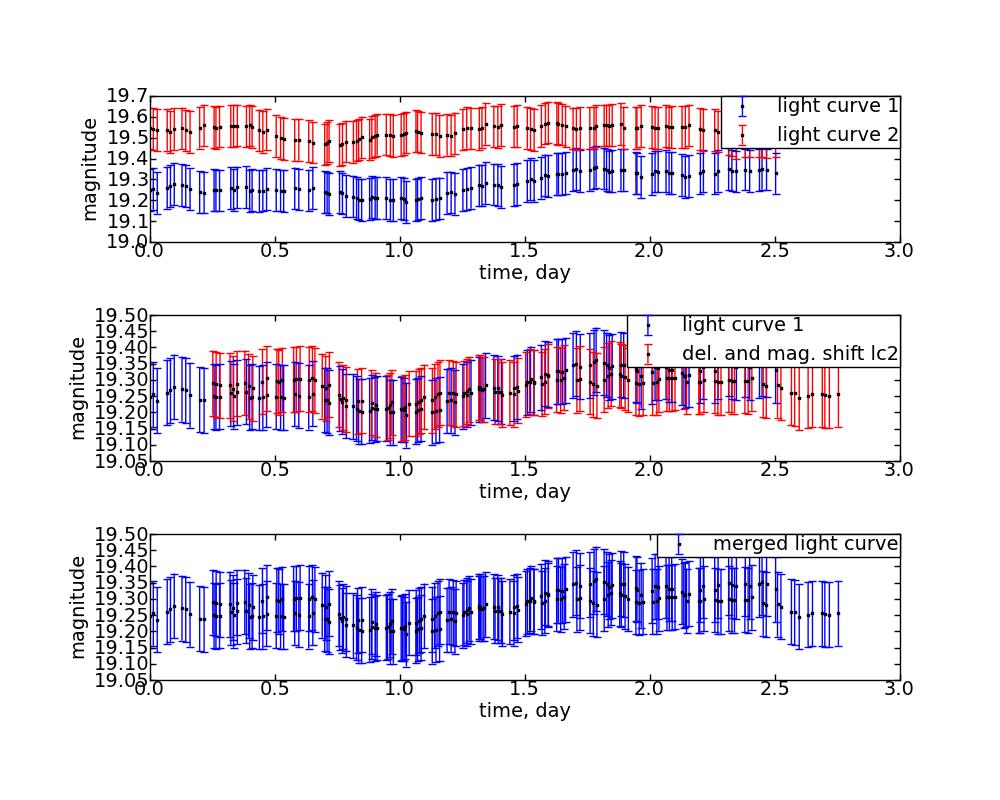 19.7
19.6
19.5
19.4
19.3
19.2
19.1
19.0
magnitude
light curve 1
light curve 2
0.0 0.5 1.0 1.5 2.0 2.5 3.0
time, day
19.50
19.45
19.40
19.35
19.30
19.25
19.20
19.15
19.10
19.05
magnitude
light curve 1
del. and mag. shift lc2
0.0 0.5 1.0 1.5 2.0 2.5 3.0
time, day
19.50
19.45
19.40
19.35
19.30
19.25
19.20
19.15
19.10
19.05
magnitude
merged light curve
0.0 0.5 1.0 1.5 2.0 2.5 3.0
time, day